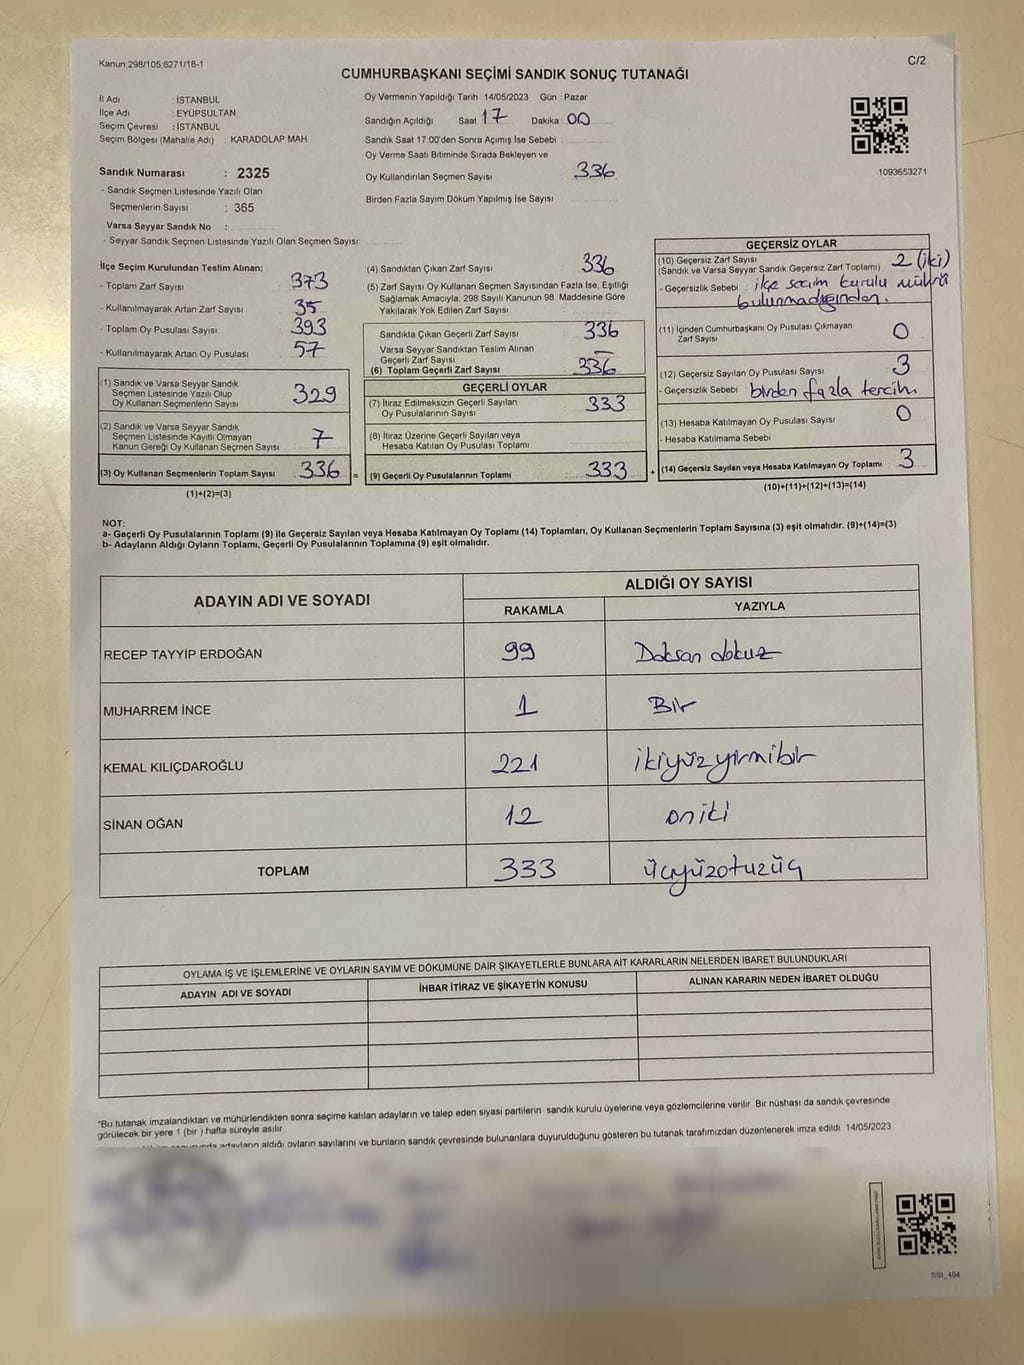 Kanun;298/105;6271/18-1
C/2
CUMHURBAŞKANI SEÇİMİ SANDIK SONUÇ TUTANAĞI
İl Adı : İSTANBUL
İlçe Adı : EYÜPSULTAN
Seçim Çevresi : İSTANBUL
Seçim Bölgesi (Mahalle Adı) : KARADOLAP MAH.
Sandık Numarası : 2325
- Sandık Seçmen Listesinde Yazılı Olan
Seçmenlerin Sayısı : 365
Varsa Seyyar Sandık No :
- Seyyar Sandık Seçmen Listesinde Yazılı Olan Seçmen Sayısı:
Oy Vermenin Yapıldığı Tarih : 14/05/2023 Gün : Pazar
Sandığın Açıldığı Saat 17 Dakika 00
Sandık Saat 17:00'den Sonra Açımış İse Sebebi :
Oy Verme Saati Bitiminde Sırada Bekleyen ve
Oy Kullandırılan Seçmen Sayısı : 336
Birden Fazla Sayım Döküm Yapılmış İse Sayısı :
1093653271
İlçe Seçim Kurulundan Teslim Alınan;
- Toplam Zarf Sayısı : 373
- Kullanılmayarak Artan Zarf Sayısı : 35
- Toplam Oy Pusulası Sayısı : 393
- Kullanılmayarak Artan Oy Pusulası : 57
(1) Sandık ve Varsa Seyyar Sandık
Seçmen Listesinde Yazılı Olup
Oy Kullanan Seçmenlerin Sayısı : 329
(2) Sandık ve Varsa Seyyar Sandık
Seçmen Listesinde Kayıtlı Olmayan
Kanun Gereği Oy Kullanan Seçmen Sayısı : 7
(3) Oy Kullanan Seçmenlerin Toplam Sayısı : 336 =
(1)+(2)=(3)
(4) Sandıktan Çıkan Zarf Sayısı : 336
(5) Zarf Sayısı Oy Kullanan Seçmen Sayısından Fazla İse, Eşitliği
Sağlamak Amacıyla, 298 Sayılı Kanunun 98. Maddesine Göre
Yakılarak Yok Edilen Zarf Sayısı :
Sandıkta Çıkan Geçerli Zarf Sayısı : 336
Varsa Seyyar Sandıktan Teslim Alınan
Geçerli Zarf Sayısı : –
(6) Toplam Geçerli Zarf Sayısı : 336
GEÇERLİ OYLAR
(7) İtiraz Edilmeksizin Geçerli Sayılan
Oy Pusulalarının Sayısı : 333
(8) İtiraz Üzerine Geçerli Sayılan veya
Hesaba Katılan Oy Pusulası Toplamı :
(9) Geçerli Oy Pusulalarının Toplamı : 333 +
GEÇERSİZ OYLAR
(10) Geçersiz Zarf Sayısı
(Sandık ve Varsa Seyyar Sandık Geçersiz Zarf Toplamı) : 2 (iki)
- Geçersizlik Sebebi : ilçe seçim kurulu mührü
bulunmadığından.
(11) İçinden Cumhurbaşkanı Oy Pusulası Çıkmayan
Zarf Sayısı : 0
(12) Geçersiz Sayılan Oy Pusulası Sayısı : 3
- Geçersizlik Sebebi : birden fazla tercih
(13) Hesaba Katılmayan Oy Pusulası Sayısı : 0
- Hesaba Katılmama Sebebi :
(14) Geçersiz Sayılan veya Hesaba Katılmayan Oy Toplamı : 3
(10)+(11)+(12)+(13)=(14)
NOT:
a- Geçerli Oy Pusulalarının Toplamı (9) ile Geçersiz Sayılan veya Hesaba Katılmayan Oy Toplamı (14) Toplamları, Oy Kullanan Seçmenlerin Toplam Sayısına (3) eşit olmalıdır. (9)+(14)=(3)
b- Adayların Aldığı Oyların Toplamı, Geçerli Oy Pusulalarının Toplamına (9) eşit olmalıdır.
ADAYIN ADI VE SOYADI
ALDIĞI OY SAYISI
RAKAMLA YAZIYLA
RECEP TAYYİP ERDOĞAN 99 Doksan dokuz
MUHARREM İNCE 1 Bir
KEMAL KILIÇDAROĞLU 221 ikiyüzyirmibir
SİNAN OĞAN 12 oniki
TOPLAM 333 üçyüzotuzüç
OYLAMA İŞ VE İŞLEMLERİNE VE OYLARIN SAYIM VE DÖKÜMÜNE DAİR ŞİKAYETLERLE BUNLARA AİT KARARLARIN NELERDEN İBARET BULUNDUKLARI
ADAYIN ADI VE SOYADI İHBAR İTİRAZ VE ŞİKAYETİN KONUSU ALINAN KARARIN NEDEN İBARET OLDUĞU
*Bu tutanak imzalandıktan ve mühürlendikten sonra seçime katılan adayların ve talep eden siyasi partilerin sandık kurulu üyelerine veya gözlemcilerine verilir. Bir nüshası da sandık çevresinde
görülecek bir yere 1 (bir ) hafta süreyle asılır.
adayların aldığı oyların sayılarını ve bunların sandık çevresinde bulunanlara duyurulduğunu gösteren bu tutanak tarafımızdan düzenlenerek imza edildi. 14/05/2023